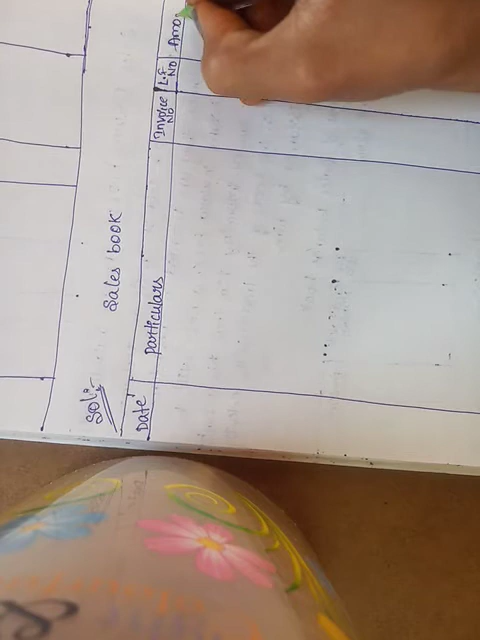 Sol:-
Sales book
Date Particulars Invoice No L.F No Amo